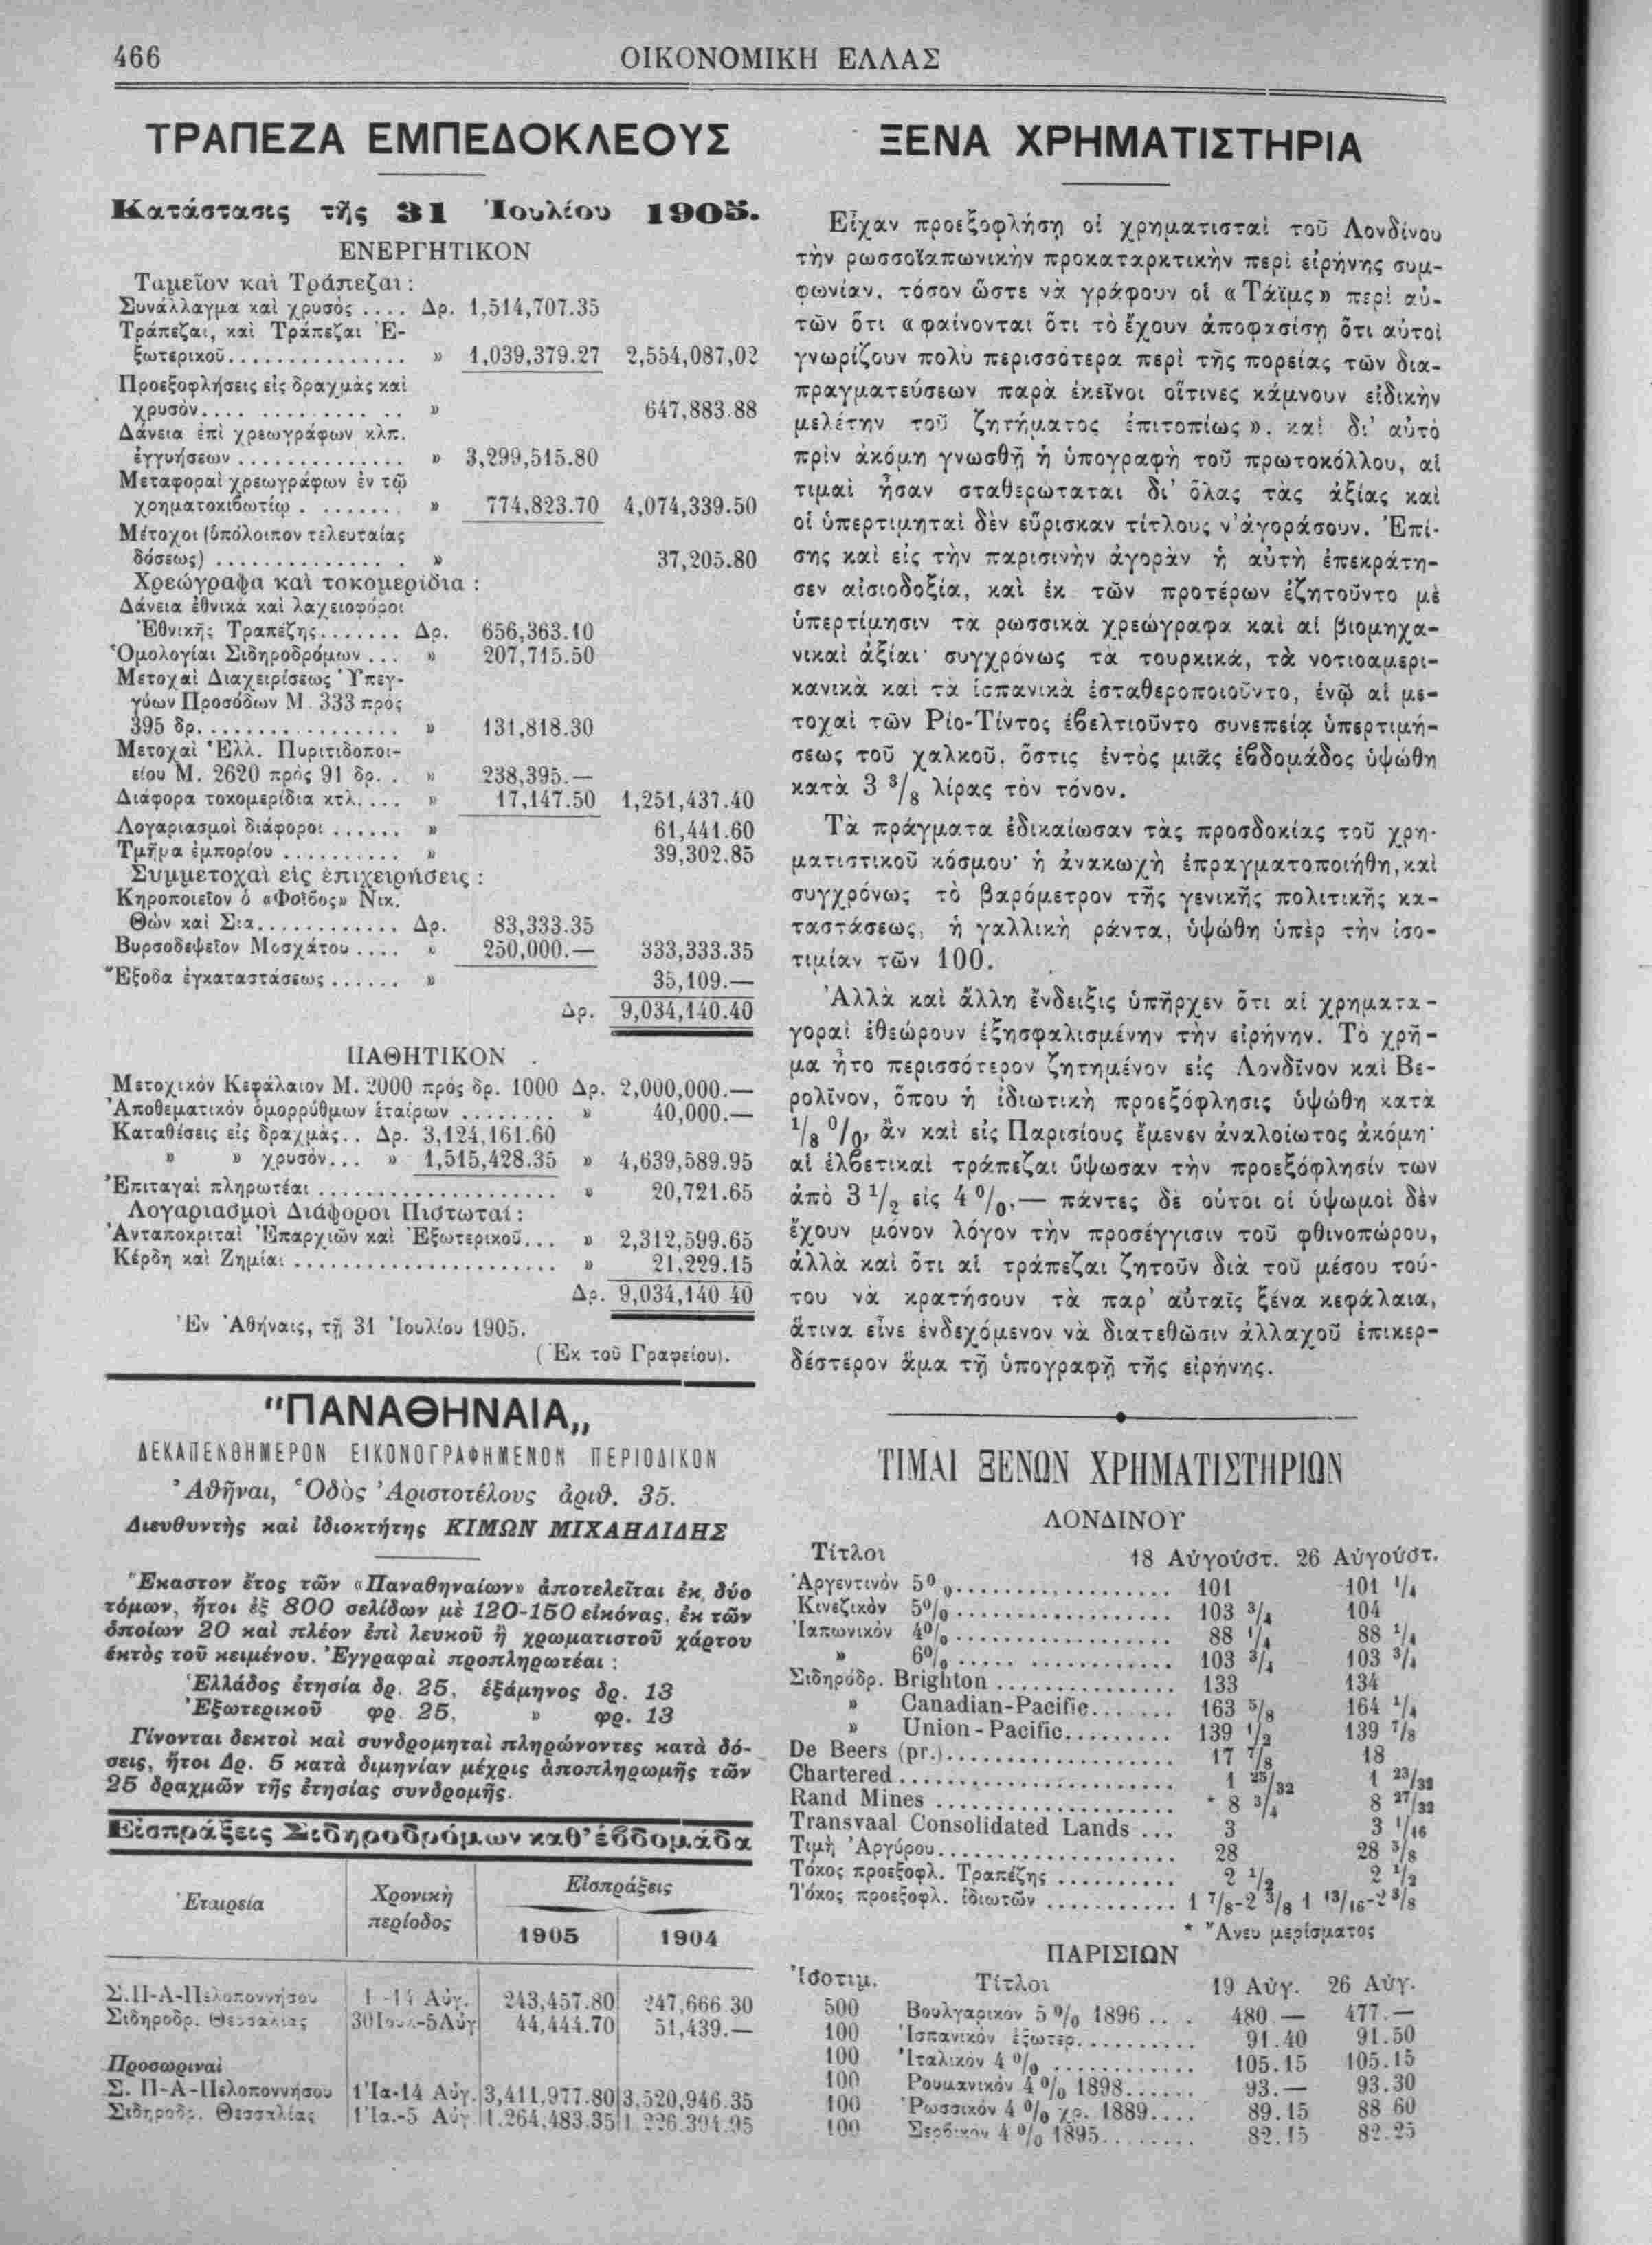 466
ΟΙΚΟΝΟΜΙΚΗ ΕΛΛΑΣ
ΤΡΑΠΕΖΑ ΕΜΠΕΔΟΚΛΕΟΥΣ
Κατάστασις τῆς 31 Ἰουλίου 1905.
ΕΝΕΡΓΗΤΙΚΟΝ
Ταμεῖον καὶ Τράπεζαι :
Συνάλλαγμα καὶ χρυσός .... Δρ. 1,514,707.35
Τράπεζαι, καὶ Τράπεζαι Ἐ-
ξωτερικοῦ............... » 1,039,379.27 2,554,087,02
Προεξοφλήσεις εἰς δραχμὰς καὶ
χρυσόν.... ........... » 647,883.88
Δάνεια ἐπὶ χρεωγράφων κλπ.
ἐγγυήσεων .............. » 3,299,515.80
Μεταφοραὶ χρεωγράφων ἐν τῷ
χρηματοκιβωτίῳ . ....... » 774,823.70 4,074,339.50
Μέτοχοι (ὑπόλοιπον τελευταίας
δόσεως) ................ » 37,205.80
Χρεώγραφα καὶ τοκομερίδια :
Δάνεια ἐθνικὰ καὶ λαχειοφόροι
Ἐθνικῆς Τραπέζης....... Δρ. 656,363.10
Ὁμολογίαι Σιδηροδρόμων ... » 207,715.50
Μετοχαὶ Διαχειρίσεως Ὑπεγ-
γύων Προσόδων Μ. 333 πρὸς
395 δρ.................. » 131,818.30
Μετοχαὶ Ἑλλ. Πυριτιδοποι-
είου Μ. 2620 πρὸς 91 δρ. . » 238,395.—
Διάφορα τοκομερίδια κτλ.... » 17,147.50 1,251,437.40
Λογαριασμοὶ διάφοροι ...... » 61,441.60
Τμῆμα ἐμπορίου .......... » 39,302.85
Συμμετοχαὶ εἰς ἐπιχειρήσεις :
Κηροποιεῖον ὁ «Φοῖβος» Νικ.
Θὼν καὶ Σια............ Δρ. 83,333.35
Βυρσοδεψεῖον Μοσχάτου .... » 250,000.— 333,333.35
Ἔξοδα ἐγκαταστάσεως ...... » 35,109.—
Δρ. 9,034,140.40
ΠΑΘΗΤΙΚΟΝ
Μετοχικὸν Κεφάλαιον Μ. 2000 πρὸς δρ. 1000 Δρ. 2,000,000.—
Ἀποθεματικὸν ὁμορρύθμων ἑταίρων ........ » 40,000.—
Καταθέσεις εἰς δραχμὰς.. Δρ. 3,124,161.60
» » χρυσόν... » 1,515,428.35 » 4,639,589.95
Ἐπιταγαὶ πληρωτέαι ..................... » 20,721.65
Λογαριασμοὶ Διάφοροι Πιστωταί :
Ἀνταποκριταὶ Ἐπαρχιῶν καὶ Ἐξωτερικοῦ... » 2,312,599.65
Κέρδη καὶ Ζημίαι ....................... » 21,229.15
Δρ. 9,034,140 40
Ἐν Ἀθήναις, τῇ 31 Ἰουλίου 1905.
(Ἐκ τοῦ Γραφείου).
"ΠΑΝΑΘΗΝΑΙΑ„
ΔΕΚΑΠΕΝΘΗΜΕΡΟΝ ΕΙΚΟΝΟΓΡΑΦΗΜΕΝΟΝ ΠΕΡΙΟΔΙΚΟΝ
Ἀθῆναι, Ὁδὸς Ἀριστοτέλους ἀριθ. 35.
Διευθυντὴς καὶ ἰδιοκτήτης ΚΙΜΩΝ ΜΙΧΑΗΛΙΔΗΣ
Ἕκαστον ἔτος τῶν «Παναθηναίων» ἀποτελεῖται ἐκ δύο
τόμων, ἤτοι ἐξ 800 σελίδων μὲ 120-150 εἰκόνας, ἐκ τῶν
ὁποίων 20 καὶ πλέον ἐπὶ λευκοῦ ἢ χρωματιστοῦ χάρτου
ἐκτὸς τοῦ κειμένου. Ἐγγραφαὶ προπληρωτέαι :
Ἑλλάδος ἐτησία δρ. 25, ἑξάμηνος δρ. 13
Ἐξωτερικοῦ φρ. 25, » φρ. 13
Γίνονται δεκτοὶ καὶ συνδρομηταὶ πληρώνοντες κατὰ δό-
σεις, ἤτοι Δρ. 5 κατὰ διμηνίαν μέχρις ἀποπληρωμῆς τῶν
25 δραχμῶν τῆς ἐτησίας συνδρομῆς.
Εἰσπράξεις Σιδηροδρόμων καθ' ἑβδομάδα
Ἑταιρεία Χρονικὴ περίοδος Εἰσπράξεις
1905 1904
Σ.Π-Α-Πελοποννήσου 1-14 Αὐγ. 243,457.80 247,666.30
Σιδηροδρ. Θεσσαλίας 30Ἰουλ.-5Αὐγ 44,444.70 51,439.—
Προσωριναὶ
Σ. Π-Α-Πελοποννήσου 1 Ἰα-14 Αὐγ. 3,411,977.80 3,520,946.35
Σιδηροδρ. Θεσσαλίας 1 Ἰα.-5 Αὐγ 1,264,483.35 1 226,394.95
ΞΕΝΑ ΧΡΗΜΑΤΙΣΤΗΡΙΑ
Εἶχαν προεξοφλήσῃ οἱ χρηματισταὶ τοῦ Λονδίνου
τὴν ρωσσοϊαπωνικὴν προκαταρκτικὴν περὶ εἰρήνης συμ-
φωνίαν, τόσον ὥστε νὰ γράφουν οἱ «Τάϊμς» περὶ αὐ-
τῶν ὅτι «φαίνονται ὅτι τὸ ἔχουν ἀποφασίσῃ ὅτι αὐτοὶ
γνωρίζουν πολὺ περισσότερα περὶ τῆς πορείας τῶν δια-
πραγματεύσεων παρὰ ἐκεῖνοι οἵτινες κάμνουν εἰδικὴν
μελέτην τοῦ ζητήματος ἐπιτοπίως», καὶ δι' αὐτὸ
πρὶν ἀκόμη γνωσθῇ ἡ ὑπογραφὴ τοῦ πρωτοκόλλου, αἱ
τιμαὶ ἦσαν σταθερώταται δι' ὅλας τὰς ἀξίας καὶ
οἱ ὑπερτιμηταὶ δὲν εὕρισκαν τίτλους ν' ἀγοράσουν. Ἐπί-
σης καὶ εἰς τὴν παρισινὴν ἀγορὰν ἡ αὐτὴ ἐπεκράτη-
σεν αἰσιοδοξία, καὶ ἐκ τῶν προτέρων ἐζητοῦντο μὲ
ὑπερτίμησιν τὰ ρωσσικὰ χρεώγραφα καὶ αἱ βιομηχα-
νικαὶ ἀξίαι· συγχρόνως τὰ τουρκικά, τὰ νοτιοαμερι-
κανικὰ καὶ τὰ ἱσπανικὰ ἐσταθεροποιοῦντο, ἐνῷ αἱ με-
τοχαὶ τῶν Ρίο-Τίντος ἐβελτιοῦντο συνεπείᾳ ὑπερτιμή-
σεως τοῦ χαλκοῦ, ὅστις ἐντὸς μιᾶς ἑβδομάδος ὑψώθη
κατὰ 3 3/8 λίρας τὸν τόνον.
Τὰ πράγματα ἐδικαίωσαν τὰς προσδοκίας τοῦ χρη-
ματιστικοῦ κόσμου· ἡ ἀνακωχὴ ἐπραγματοποιήθη, καὶ
συγχρόνως τὸ βαρόμετρον τῆς γενικῆς πολιτικῆς κα-
ταστάσεως, ἡ γαλλικὴ ράντα, ὑψώθη ὑπὲρ τὴν ἰσο-
τιμίαν τῶν 100.
Ἀλλὰ καὶ ἄλλη ἔνδειξις ὑπῆρχεν ὅτι αἱ χρηματα-
γοραὶ ἐθεώρουν ἐξησφαλισμένην τὴν εἰρήνην. Τὸ χρῆ-
μα ἦτο περισσότερον ζητημένον εἰς Λονδῖνον καὶ Βε-
ρολῖνον, ὅπου ἡ ἰδιωτικὴ προεξόφλησις ὑψώθη κατὰ
1/8 0/0, ἂν καὶ εἰς Παρισίους ἔμενεν ἀναλοίωτος ἀκόμη·
αἱ ἑλβετικαὶ τράπεζαι ὕψωσαν τὴν προεξόφλησίν των
ἀπὸ 3 1/2 εἰς 4 0/0,— πάντες δὲ οὗτοι οἱ ὑψωμοὶ δὲν
ἔχουν μόνον λόγον τὴν προσέγγισιν τοῦ φθινοπώρου,
ἀλλὰ καὶ ὅτι αἱ τράπεζαι ζητοῦν διὰ τοῦ μέσου τού-
του νὰ κρατήσουν τὰ παρ' αὐταῖς ξένα κεφάλαια,
ἅτινα εἶνε ἐνδεχόμενον νὰ διατεθῶσιν ἀλλαχοῦ ἐπικερ-
δέστερον ἅμα τῇ ὑπογραφῇ τῆς εἰρήνης.
ΤΙΜΑΙ ΞΕΝΩΝ ΧΡΗΜΑΤΙΣΤΗΡΙΩΝ
ΛΟΝΔΙΝΟΥ
Τίτλοι 18 Αὐγούστ. 26 Αὐγούστ.
Ἀργεντινὸν 5 0/0................ 101 101 1/4
Κινεζικὸν 5 0/0................ 103 3/4 104
Ἰαπωνικὸν 4 0/0................ 88 1/4 88 1/4
» 6 0/0................ 103 3/4 103 3/4
Σιδηρόδρ. Brighton ............ 133 134
» Canadian-Pacific....... 163 5/8 164 1/4
» Union-Pacific......... 139 1/2 139 7/8
De Beers (pr.)................ 17 7/8 18
Chartered .................... 1 25/32 1 23/32
Rand Mines ................... * 8 3/4 8 27/32
Transvaal Consolidated Lands ... 3 3 1/16
Τιμὴ Ἀργύρου.................. 28 28 3/8
Τόκος προεξοφλ. Τραπέζης .......... 2 1/2 2 1/2
Τόκος προεξοφλ. ἰδιωτῶν ........... 1 7/8-2 3/8 1 13/16-2 3/8
* Ἄνευ μερίσματος
ΠΑΡΙΣΙΩΝ
Ἰσοτιμ. Τίτλοι 19 Αὐγ. 26 Αὐγ.
500 Βουλγαρικὸν 5 0/0 1896 .. . 480.— 477.—
100 Ἱσπανικὸν ἐξωτερ........... 91.40 91.50
100 Ἰταλικὸν 4 0/0 ............ 105.15 105.15
100 Ρουμανικὸν 4 0/0 1898...... 93.— 93.30
100 Ῥωσσικὸν 4 0/0 χρ. 1889.... 89.15 88 60
100 Σερβικὸν 4 0/0 1895........ 82.15 82.25